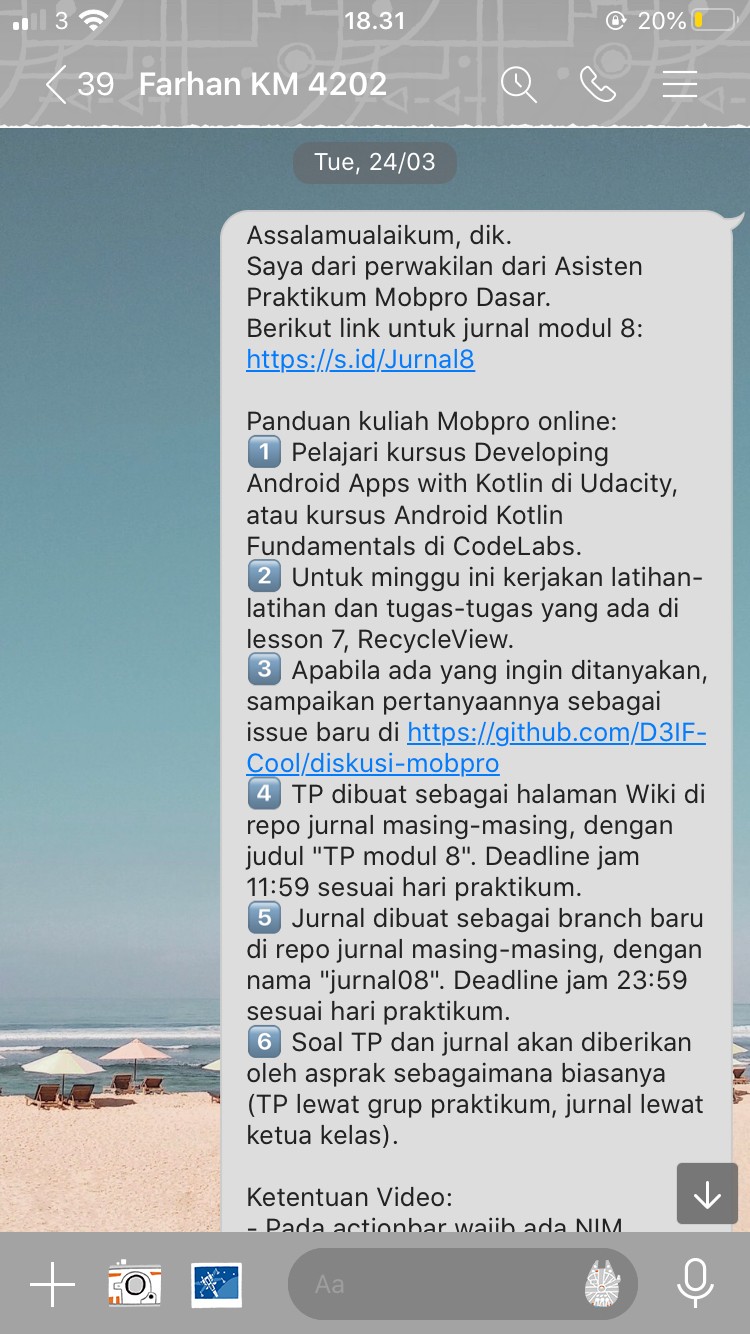 3
18.31
20%
39 Farhan KM 4202
Tue, 24/03
Assalamualaikum, dik.
Saya dari perwakilan dari Asisten
Praktikum Mobpro Dasar.
Berikut link untuk jurnal modul 8:
https://s.id/Jurnal8
Panduan kuliah Mobpro online:
1 Pelajari kursus Developing
Android Apps with Kotlin di Udacity,
atau kursus Android Kotlin
Fundamentals di CodeLabs.
2 Untuk minggu ini kerjakan latihan-
latihan dan tugas-tugas yang ada di
lesson 7, RecycleView.
3 Apabila ada yang ingin ditanyakan,
sampaikan pertanyaannya sebagai
issue baru di https://github.com/D3IF-
Cool/diskusi-mobpro
4 TP dibuat sebagai halaman Wiki di
repo jurnal masing-masing, dengan
judul "TP modul 8". Deadline jam
11:59 sesuai hari praktikum.
5 Jurnal dibuat sebagai branch baru
di repo jurnal masing-masing, dengan
nama "jurnal08". Deadline jam 23:59
sesuai hari praktikum.
6 Soal TP dan jurnal akan diberikan
oleh asprak sebagaimana biasanya
(TP lewat grup praktikum, jurnal lewat
ketua kelas).
Ketentuan Video:
- Pada actionbar wajib ada NIM
Aa